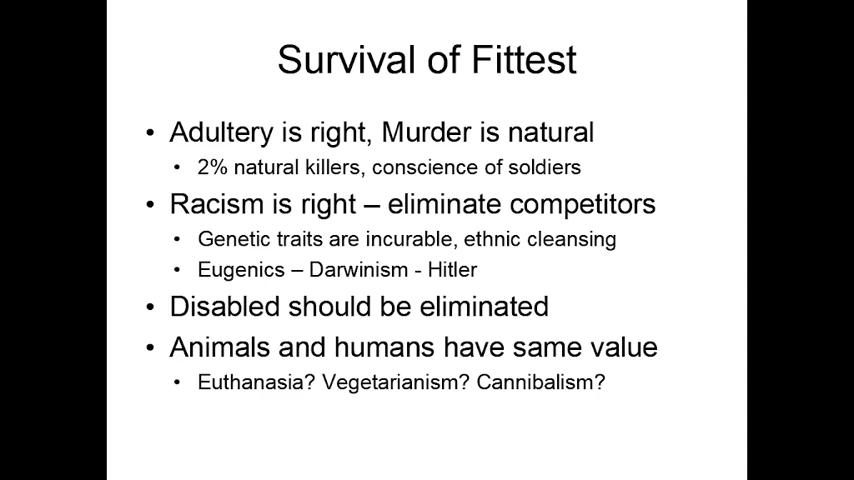 Survival of Fittest
• Adultery is right, Murder is natural
• 2% natural killers, conscience of soldiers
• Racism is right – eliminate competitors
• Genetic traits are incurable, ethnic cleansing
• Eugenics – Darwinism - Hitler
• Disabled should be eliminated
• Animals and humans have same value
• Euthanasia? Vegetarianism? Cannibalism?